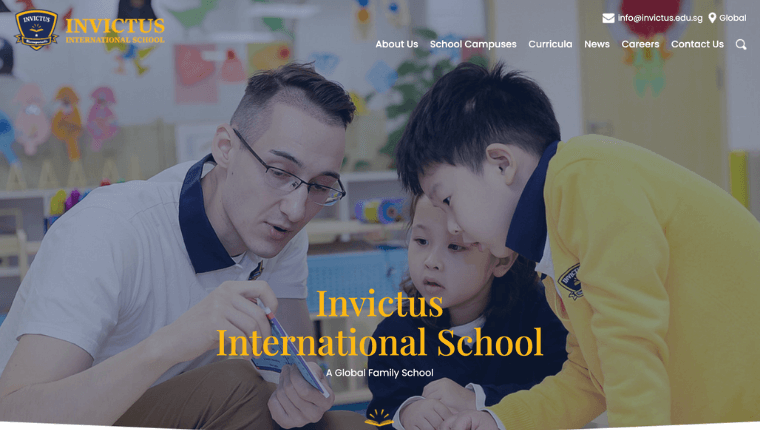 INVICTUS
INVICTUS
INTERNATIONAL SCHOOL
info@invictus.edu.sg
Global
About Us
School Campuses
Curricula
News
Careers
Contact Us
INVICTUS
Invictus
International School
A Global Family School